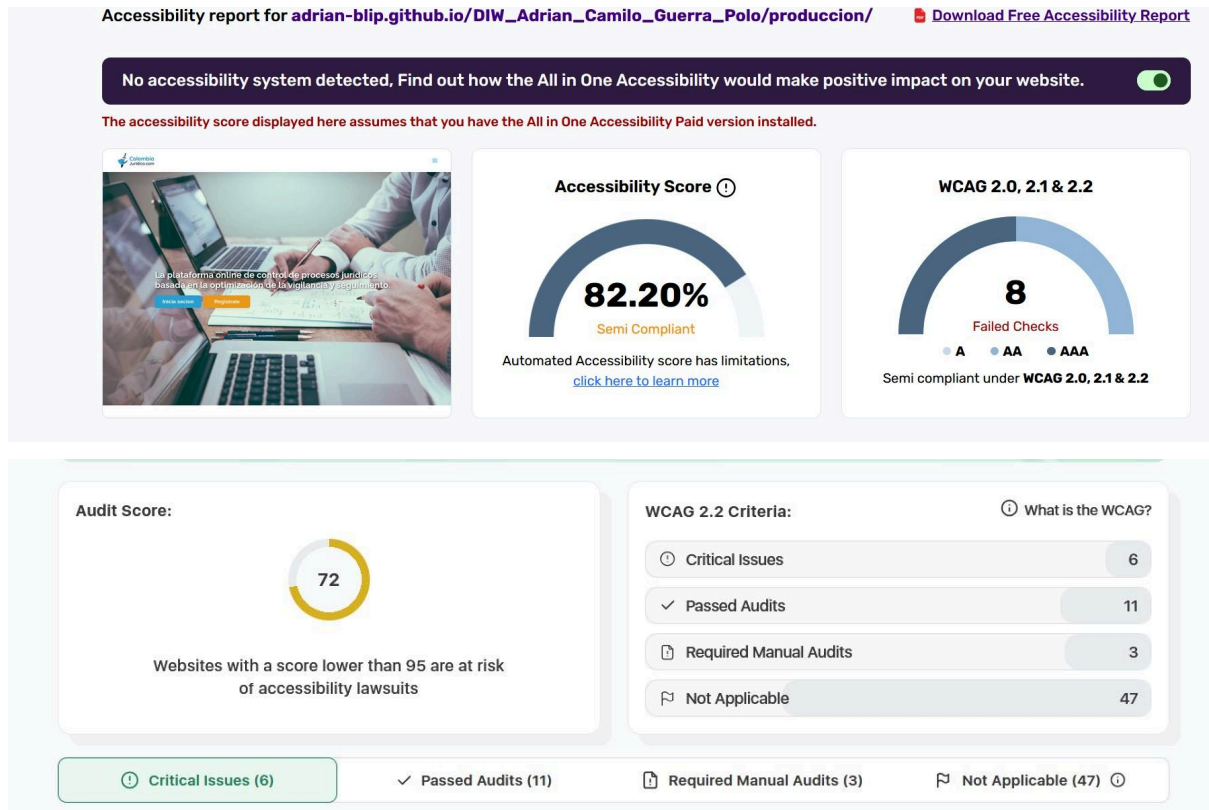 Accessibility report for adrian-blip.github.io/DIW_Adrian_Camilo_Guerra_Polo/produccion/
Download Free Accessibility Report
No accessibility system detected, Find out how the All in One Accessibility would make positive impact on your website.
The accessibility score displayed here assumes that you have the All in One Accessibility Paid version installed.
Colombia
Juridica.com
La plataforma online de control de procesos juridicos
basada en la optimización de la vigilancia y seguimiento.
Inicia sesion
Registrate
Accessibility Score
82.20%
Semi Compliant
Automated Accessibility score has limitations,
click here to learn more
WCAG 2.0, 2.1 & 2.2
8
Failed Checks
A AA AAA
Semi compliant under WCAG 2.0, 2.1 & 2.2
Audit Score:
72
Websites with a score lower than 95 are at risk
of accessibility lawsuits
WCAG 2.2 Criteria:
What is the WCAG?
Critical Issues 6
Passed Audits 11
Required Manual Audits 3
Not Applicable 47
Critical Issues (6)
Passed Audits (11)
Required Manual Audits (3)
Not Applicable (47)